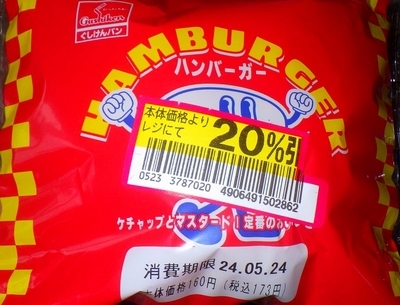 Gushiken
ぐしけんパン
HAMBURGER
ハンバーガー
本体価格より
レジにて
20%引
0523 3787020 4906491502862
ケチャップとマスタード！定番の
消費期限 24.05.24
本体価格160円（税込173円）